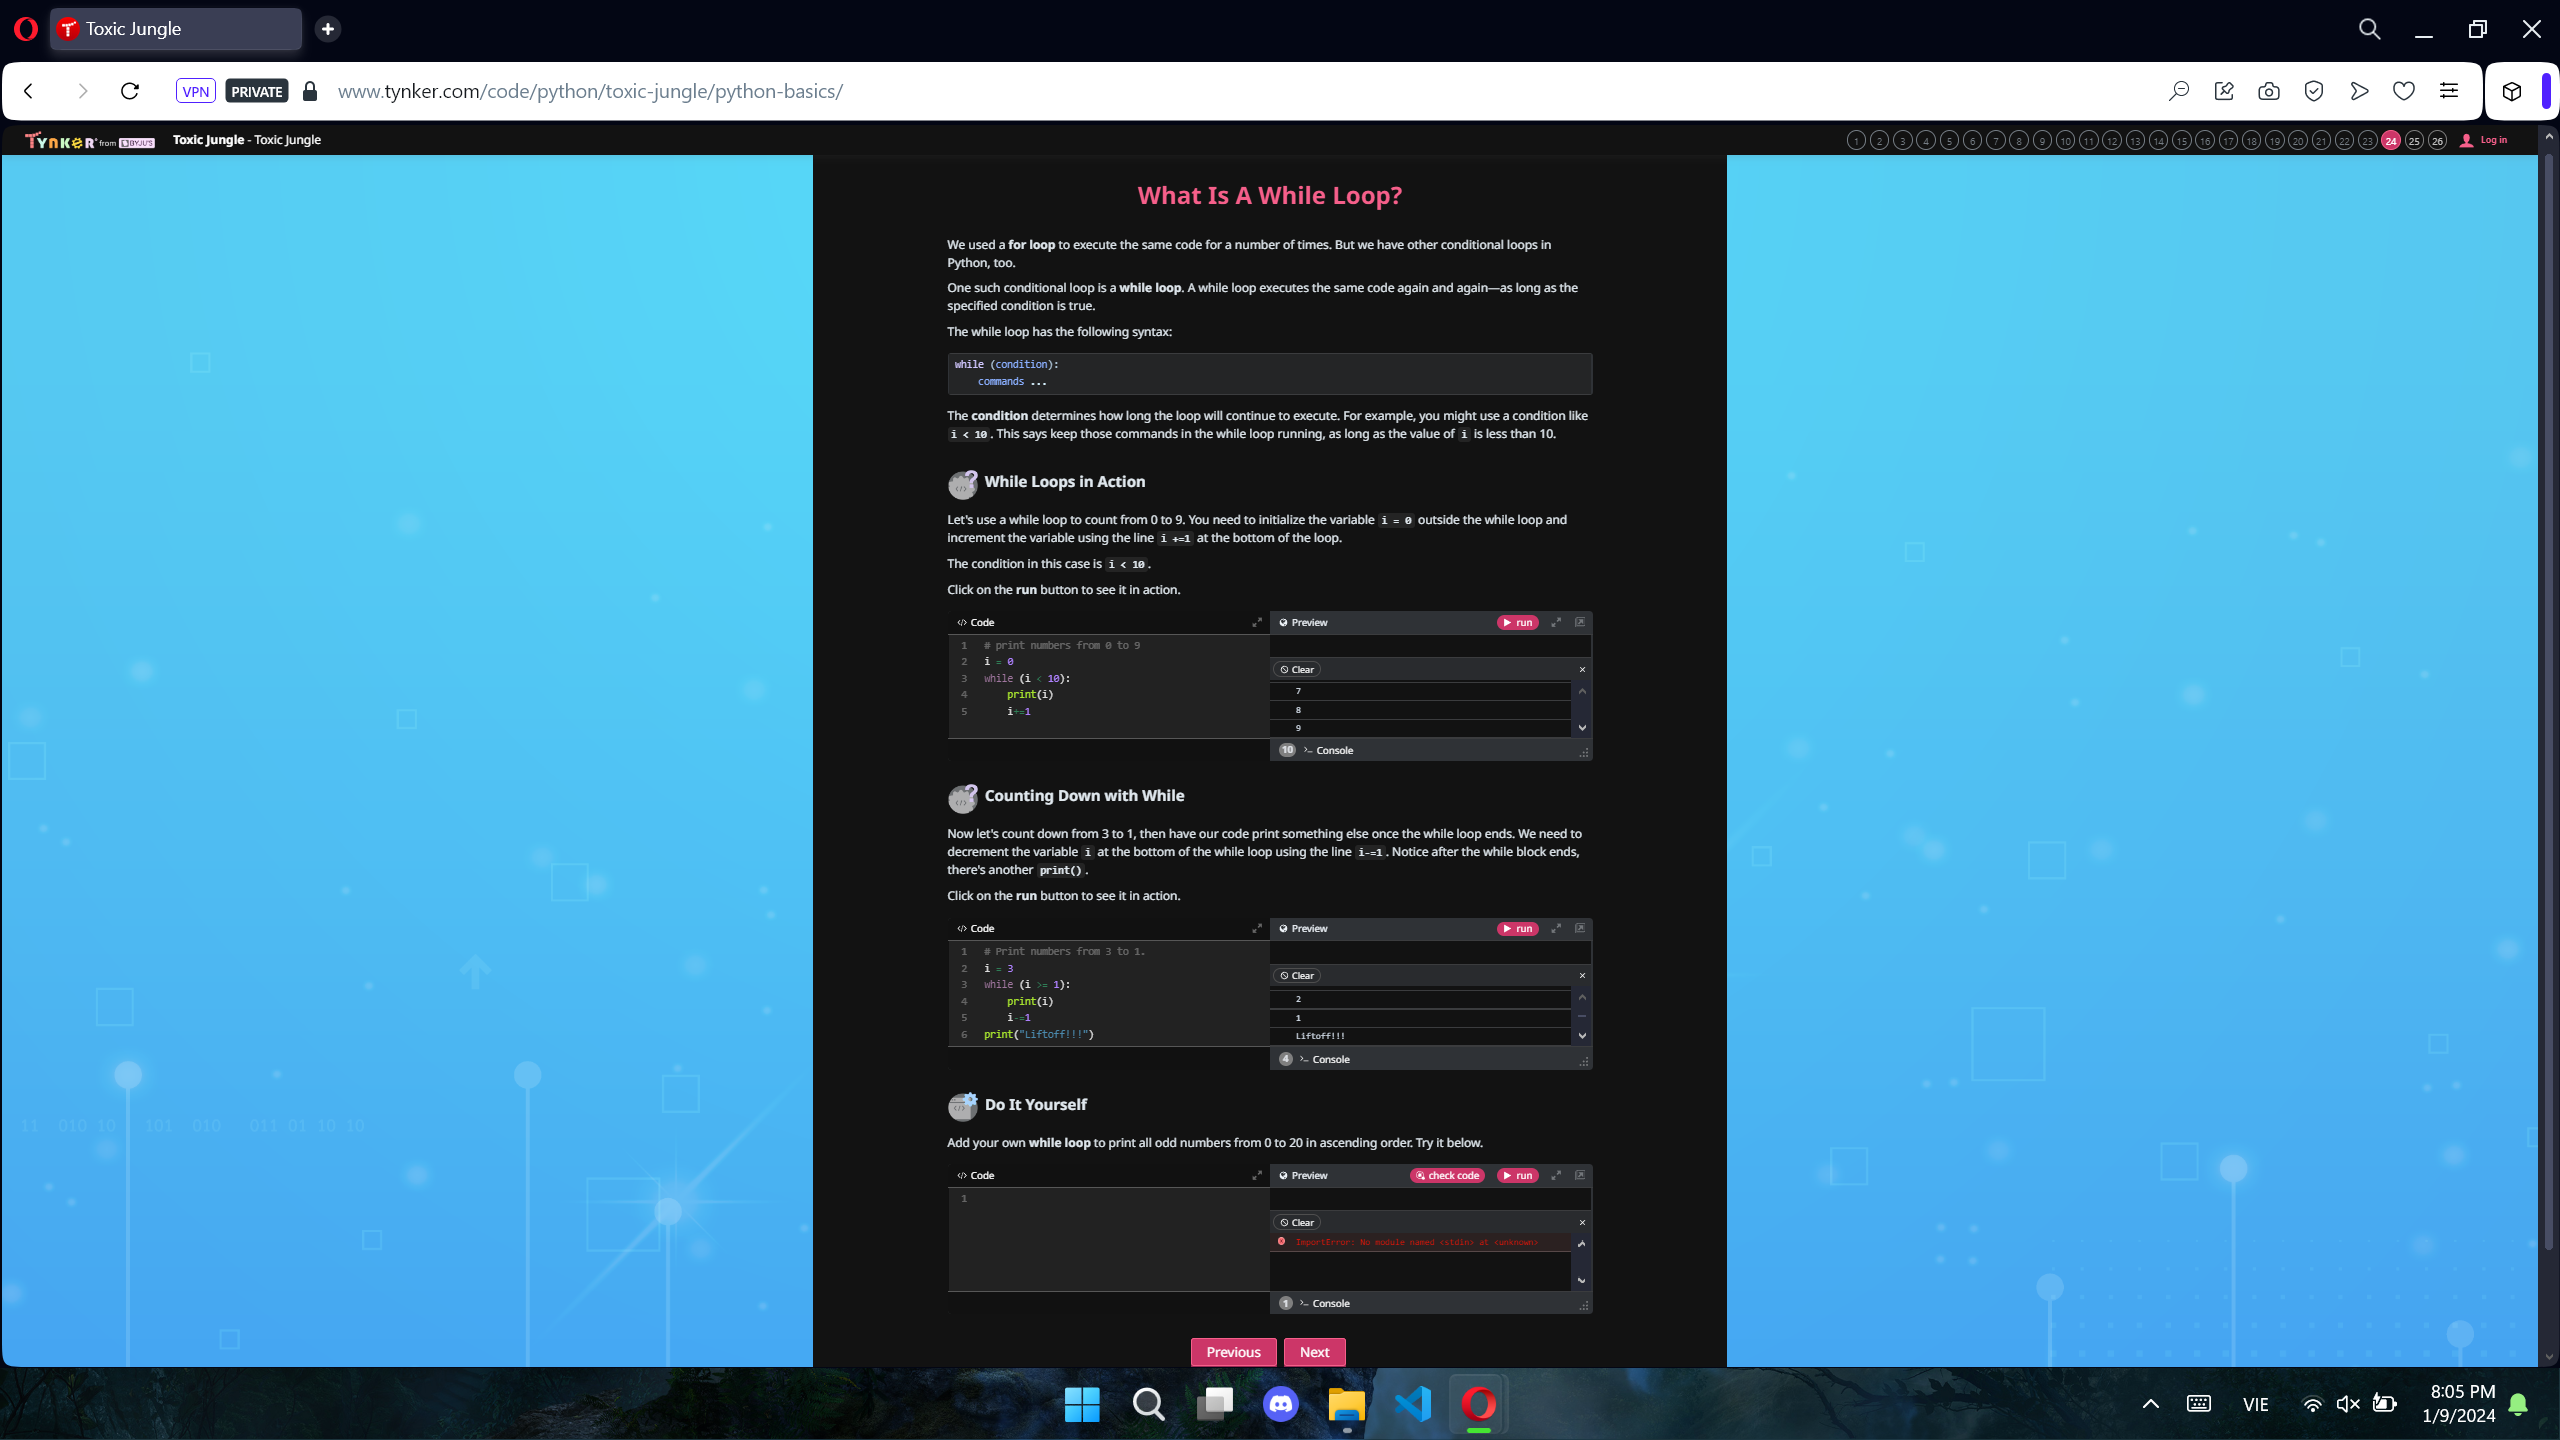 Toxic Jungle
VPN PRIVATE www.tynker.com/code/python/toxic-jungle/python-basics/
TYNKER from BYJU'S Toxic Jungle - Toxic Jungle 1 2 3 4 5 6 7 8 9 10 11 12 13 14 15 16 17 18 19 20 21 22 23 24 25 26 Log in
What Is A While Loop?
We used a for loop to execute the same code for a number of times. But we have other conditional loops in
Python, too.
One such conditional loop is a while loop. A while loop executes the same code again and again—as long as the
specified condition is true.
The while loop has the following syntax:
while (condition):
commands ...
The condition determines how long the loop will continue to execute. For example, you might use a condition like
i < 10. This says keep those commands in the while loop running, as long as the value of i is less than 10.
While Loops in Action
Let's use a while loop to count from 0 to 9. You need to initialize the variable i = 0 outside the while loop and
increment the variable using the line i +=1 at the bottom of the loop.
The condition in this case is i < 10.
Click on the run button to see it in action.
</> Code
1 # print numbers from 0 to 9
2 i = 0
3 while (i < 10):
4 print(i)
5 i+=1
Preview run
Clear ×
7
8
9
10 >_ Console
Counting Down with While
Now let's count down from 3 to 1, then have our code print something else once the while loop ends. We need to
decrement the variable i at the bottom of the while loop using the line i-=1. Notice after the while block ends,
there's another print().
Click on the run button to see it in action.
</> Code
1 # Print numbers from 3 to 1.
2 i = 3
3 while (i >= 1):
4 print(i)
5 i-=1
6 print("Liftoff!!!")
Preview run
Clear ×
2
1
Liftoff!!!
4 >_ Console
Do It Yourself
Add your own while loop to print all odd numbers from 0 to 20 in ascending order. Try it below.
</> Code
1
Preview check code run
Clear ×
ImportError: No module named <stdin> at <unknown>
1 >_ Console
Previous Next
11 010 10 101 010 011 01 10 10
VIE
8:05 PM
1/9/2024